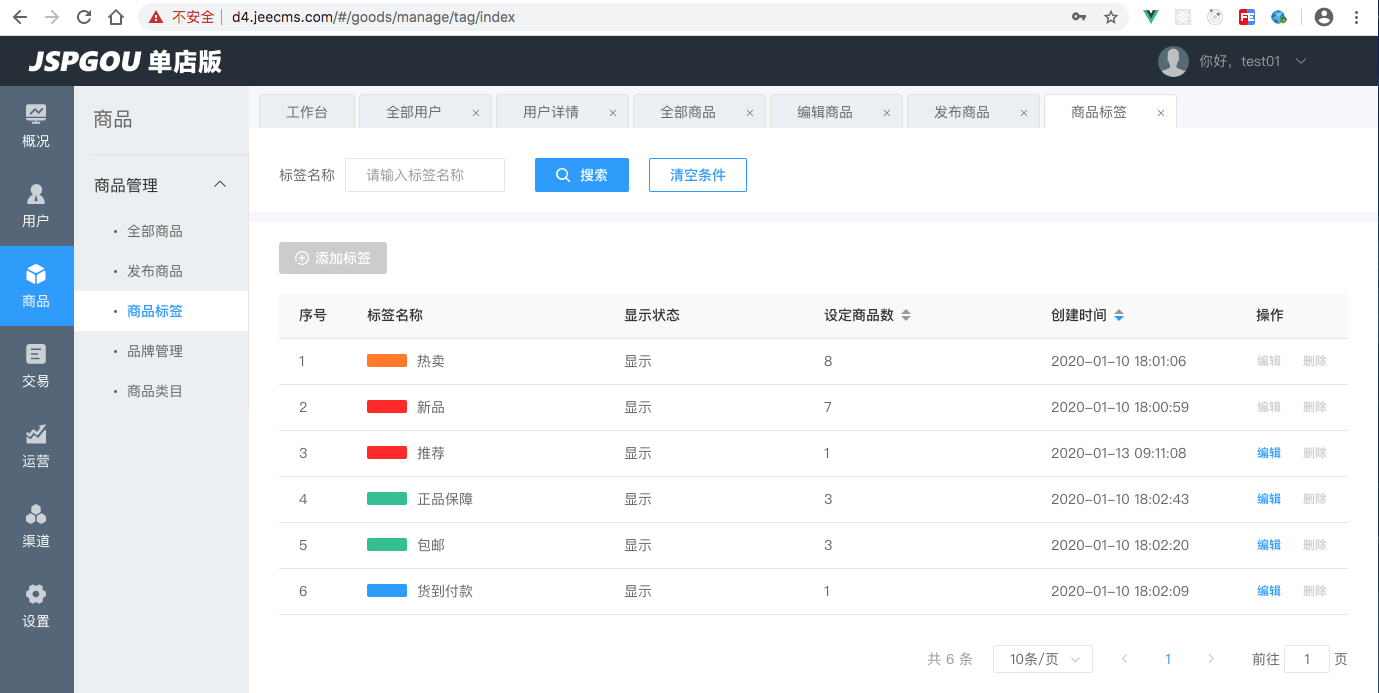 不安全 d4.jeecms.com/#/goods/manage/tag/index
JSPGOU 单店版
你好，test01
概况
用户
商品
交易
运营
渠道
设置
商品
商品管理
全部商品
发布商品
商品标签
品牌管理
商品类目
工作台 全部用户 × 用户详情 × 全部商品 × 编辑商品 × 发布商品 × 商品标签 ×
标签名称 请输入标签名称 搜索 清空条件
添加标签
序号 标签名称 显示状态 设定商品数 创建时间 操作
1 热卖 显示 8 2020-01-10 18:01:06 编辑 删除
2 新品 显示 7 2020-01-10 18:00:59 编辑 删除
3 推荐 显示 1 2020-01-13 09:11:08 编辑 删除
4 正品保障 显示 3 2020-01-10 18:02:43 编辑 删除
5 包邮 显示 3 2020-01-10 18:02:20 编辑 删除
6 货到付款 显示 1 2020-01-10 18:02:09 编辑 删除
共 6 条 10条/页 1 前往 1 页